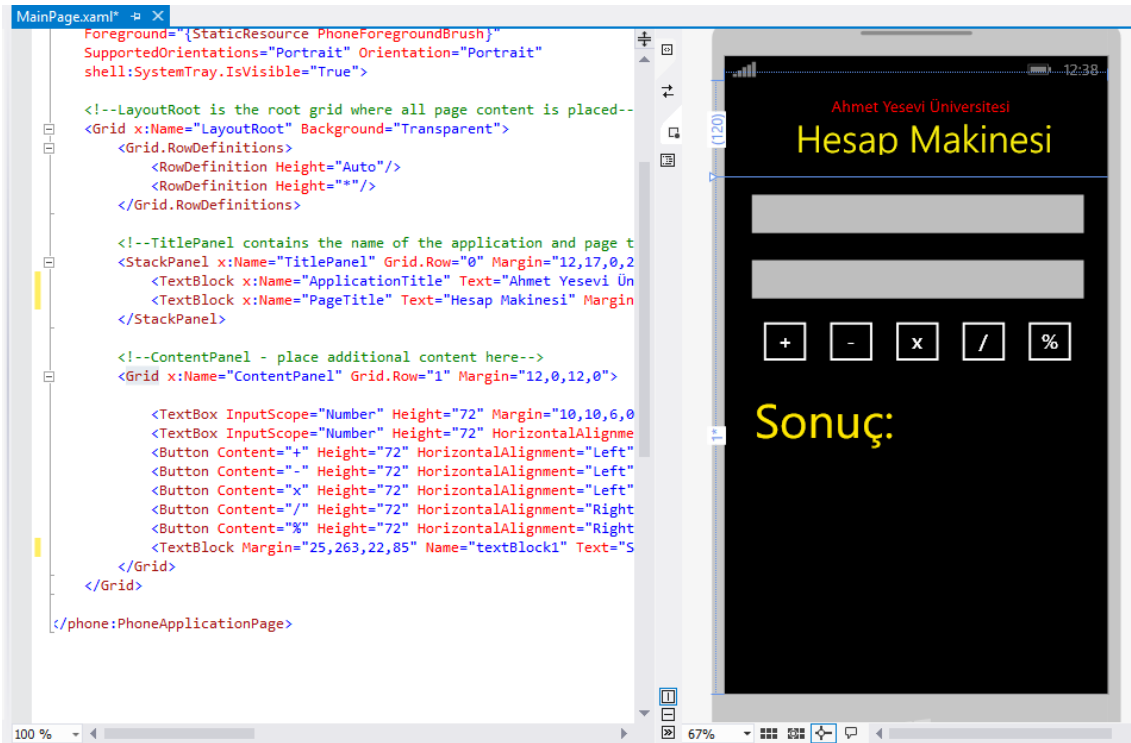 MainPage.xaml*
Foreground="{StaticResource PhoneForegroundBrush}"
SupportedOrientations="Portrait" Orientation="Portrait"
shell:SystemTray.IsVisible="True">
<!--LayoutRoot is the root grid where all page content is placed--
<Grid x:Name="LayoutRoot" Background="Transparent">
<Grid.RowDefinitions>
<RowDefinition Height="Auto"/>
<RowDefinition Height="*"/>
</Grid.RowDefinitions>
<!--TitlePanel contains the name of the application and page t
<StackPanel x:Name="TitlePanel" Grid.Row="0" Margin="12,17,0,2
<TextBlock x:Name="ApplicationTitle" Text="Ahmet Yesevi Ün
<TextBlock x:Name="PageTitle" Text="Hesap Makinesi" Margin
</StackPanel>
<!--ContentPanel - place additional content here-->
<Grid x:Name="ContentPanel" Grid.Row="1" Margin="12,0,12,0">
<TextBox InputScope="Number" Height="72" Margin="10,10,6,0
<TextBox InputScope="Number" Height="72" HorizontalAlignme
<Button Content="+" Height="72" HorizontalAlignment="Left"
<Button Content="-" Height="72" HorizontalAlignment="Left"
<Button Content="x" Height="72" HorizontalAlignment="Left"
<Button Content="/" Height="72" HorizontalAlignment="Right
<Button Content="%" Height="72" HorizontalAlignment="Right
<TextBlock Margin="25,263,22,85" Name="textBlock1" Text="S
</Grid>
</Grid>
</phone:PhoneApplicationPage>
100 %
12:38
(120)
Ahmet Yesevi Üniversitesi
Hesap Makinesi
+ - x / %
1*
Sonuç:
67%